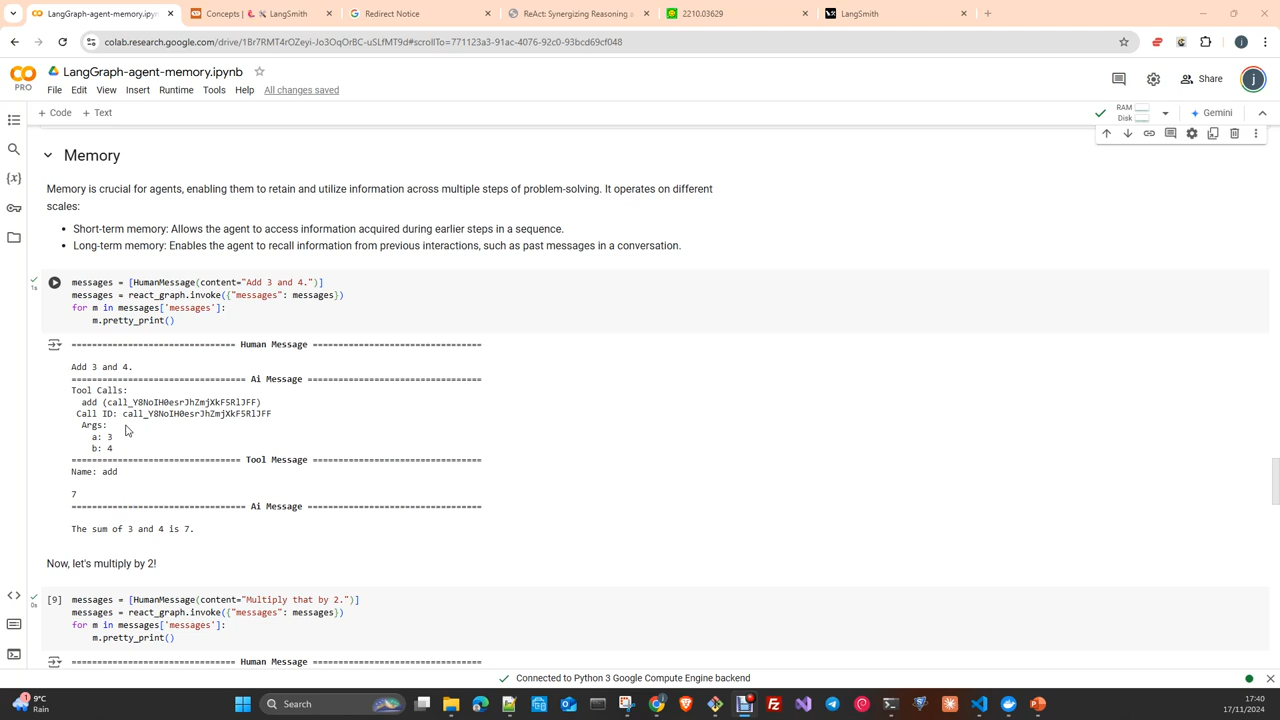 LangGraph-agent-memory.ipynb
Concepts | LangSmith
Redirect Notice
ReAct: Synergizing Reasoning a
2210.03629
LangSmith
colab.research.google.com/drive/1Br7RMT4rOZeyi-Jo3OqOrBC-uSLfMT9d#scrollTo=771123a3-91ac-4076-92c0-93bcd69cf048
LangGraph-agent-memory.ipynb
PRO
File Edit View Insert Runtime Tools Help All changes saved
Share
j
+ Code + Text
RAM
Disk
Gemini
Memory
Memory is crucial for agents, enabling them to retain and utilize information across multiple steps of problem-solving. It operates on different
scales:
• Short-term memory: Allows the agent to access information acquired during earlier steps in a sequence.
• Long-term memory: Enables the agent to recall information from previous interactions, such as past messages in a conversation.
1s
messages = [HumanMessage(content="Add 3 and 4.")]
messages = react_graph.invoke({"messages": messages})
for m in messages['messages']:
m.pretty_print()
================================ Human Message =================================
Add 3 and 4.
================================== Ai Message ==================================
Tool Calls:
add (call_Y8NoIH0esrJhZmjXkF5RlJFF)
Call ID: call_Y8NoIH0esrJhZmjXkF5RlJFF
Args:
a: 3
b: 4
================================= Tool Message =================================
Name: add
7
================================== Ai Message ==================================
The sum of 3 and 4 is 7.
Now, let's multiply by 2!
0s
[9] messages = [HumanMessage(content="Multiply that by 2.")]
messages = react_graph.invoke({"messages": messages})
for m in messages['messages']:
m.pretty_print()
================================ Human Message =================================
Connected to Python 3 Google Compute Engine backend
9°C
Rain
Search
17:40
17/11/2024